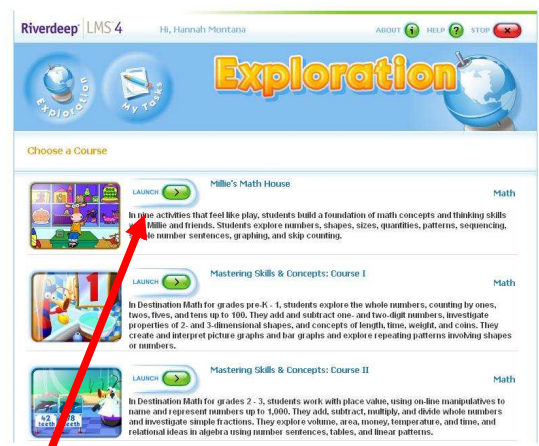 Riverdeep LMS 4 Hi, Hannah Montana ABOUT HELP STOP
Exploration My Tasks Exploration
Choose a Course
LAUNCH Millie's Math House Math
In nine activities that feel like play, students build a foundation of math concepts and thinking skills
Millie and friends. Students explore numbers, shapes, sizes, quantities, patterns, sequencing,
number sentences, graphing, and skip counting.
LAUNCH Mastering Skills & Concepts: Course I Math
In Destination Math for grades pre-K - 1, students explore the whole numbers, counting by ones,
twos, fives, and tens up to 100. They add and subtract one- and two-digit numbers, investigate
properties of 2- and 3-dimensional shapes, and concepts of length, time, weight, and coins. They
create and interpret picture graphs and bar graphs and explore repeating patterns involving shapes
or numbers.
1
LAUNCH Mastering Skills & Concepts: Course II Math
In Destination Math for grades 2 - 3, students work with place value, using on-line manipulatives to
name and represent numbers up to 1,000. They add, subtract, multiply, and divide whole numbers
and investigate simple fractions. They explore volume, area, money, temperature, and time, and
relational ideas in algebra using number sentences, tables, and linear patterns.
42 78
teeth teeth